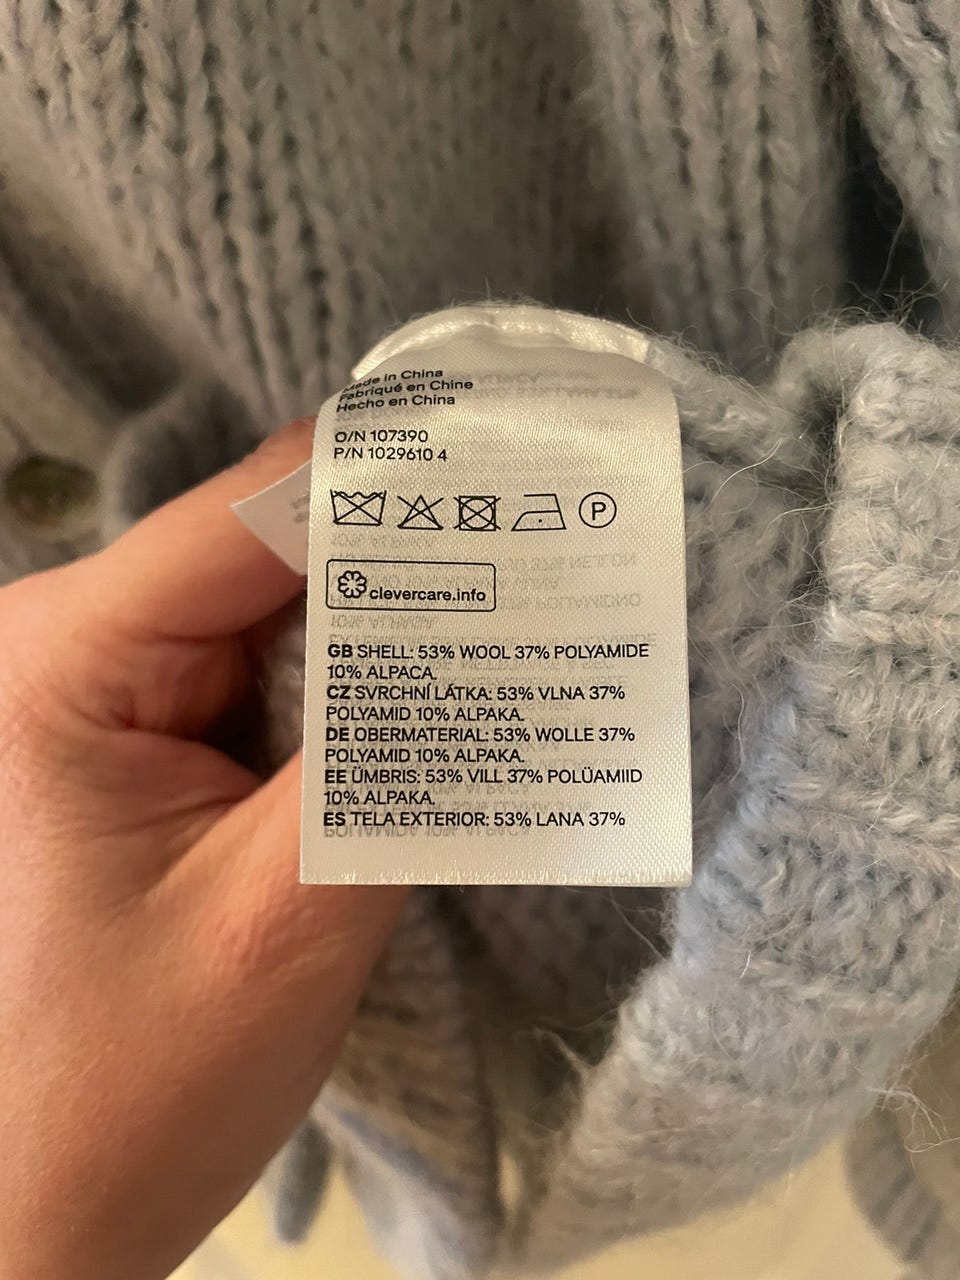 Made in China
Fabriqué en Chine
Hecho en China
O/N 107390
P/N 1029610 4
P
clevercare.info
GB SHELL: 53% WOOL 37% POLYAMIDE
10% ALPACA.
CZ SVRCHNÍ LÁTKA: 53% VLNA 37%
POLYAMID 10% ALPAKA.
DE OBERMATERIAL: 53% WOLLE 37%
POLYAMID 10% ALPAKA.
EE ÜMBRIS: 53% VILL 37% POLÜAMIID
10% ALPAKA.
ES TELA EXTERIOR: 53% LANA 37%